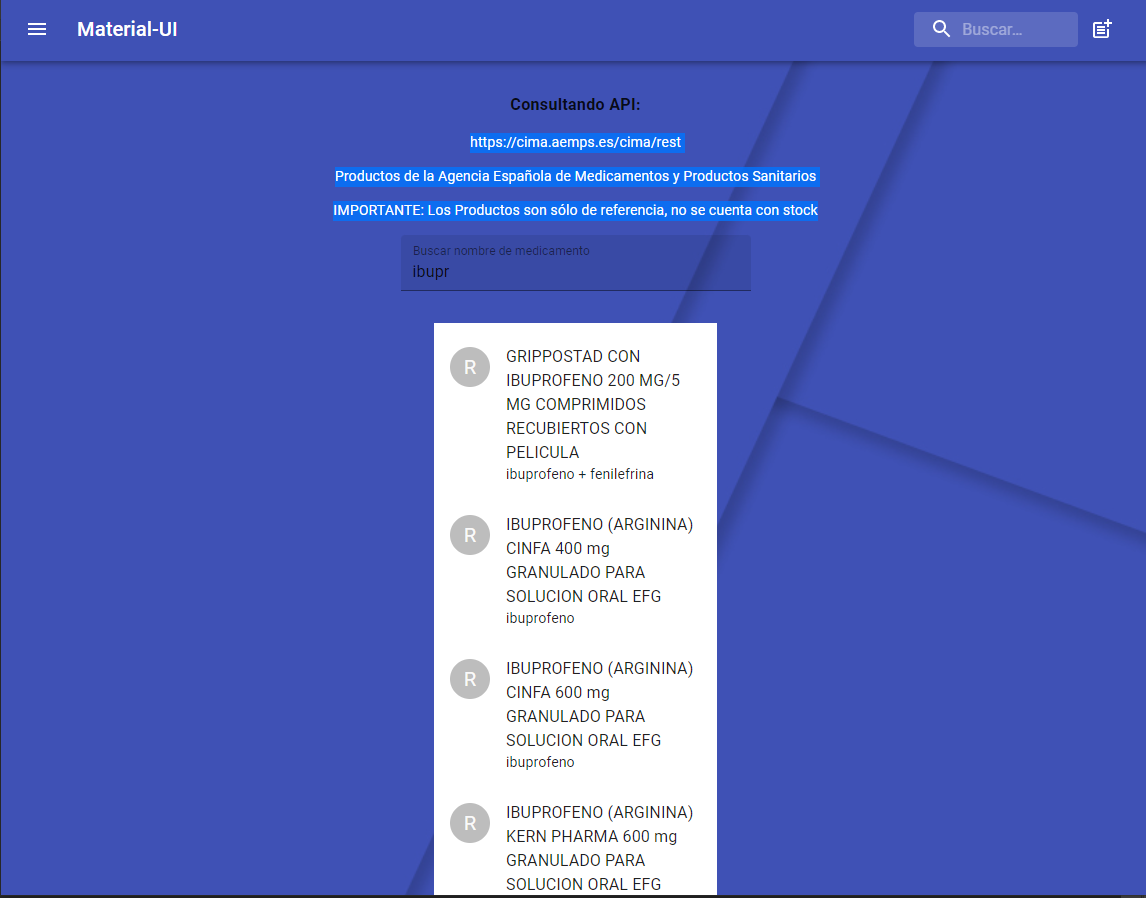 Material-UI
Buscar...
Consultando API:
https://cima.aemps.es/cima/rest
Productos de la Agencia Española de Medicamentos y Productos Sanitarios
IMPORTANTE: Los Productos son sólo de referencia, no se cuenta con stock
Buscar nombre de medicamento
ibupr
R
GRIPPOSTAD CON
IBUPROFENO 200 MG/5
MG COMPRIMIDOS
RECUBIERTOS CON
PELICULA
ibuprofeno + fenilefrina
R
IBUPROFENO (ARGININA)
CINFA 400 mg
GRANULADO PARA
SOLUCION ORAL EFG
ibuprofeno
R
IBUPROFENO (ARGININA)
CINFA 600 mg
GRANULADO PARA
SOLUCION ORAL EFG
ibuprofeno
R
IBUPROFENO (ARGININA)
KERN PHARMA 600 mg
GRANULADO PARA
SOLUCION ORAL EFG